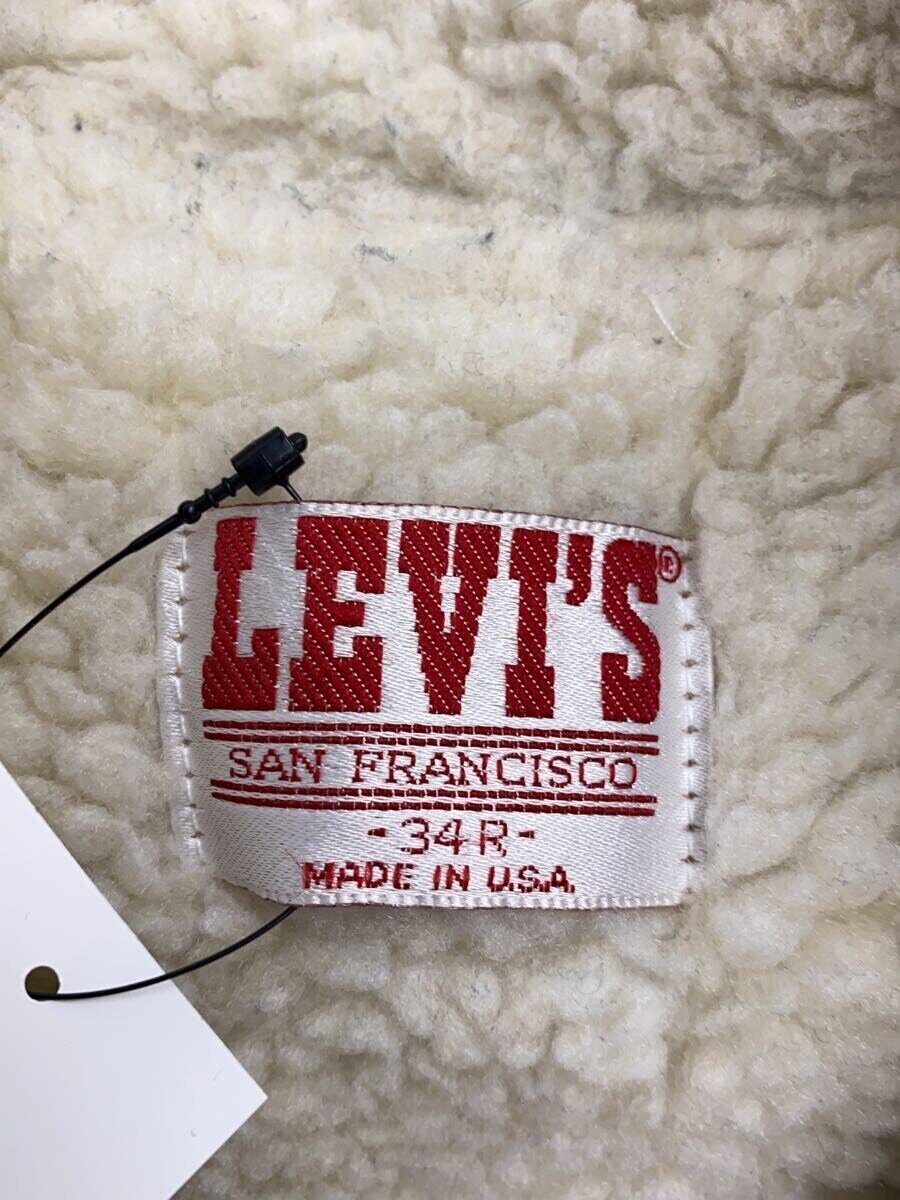 LEVI'S®
SAN FRANCISCO
-34R-
MADE IN U.S.A.